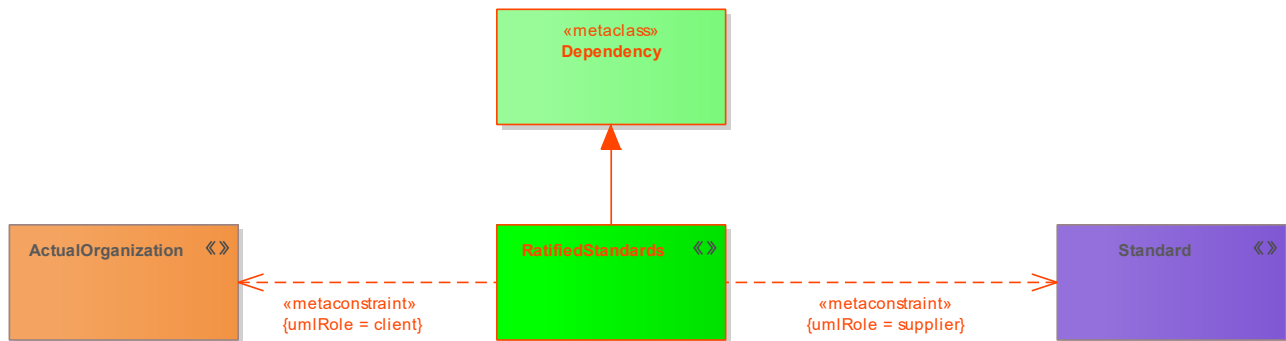 «metaclass»
Dependency
ActualOrganization «»
RatifiedStandards «»
Standard «»
«metaconstraint»
{umlRole = client}
«metaconstraint»
{umlRole = supplier}